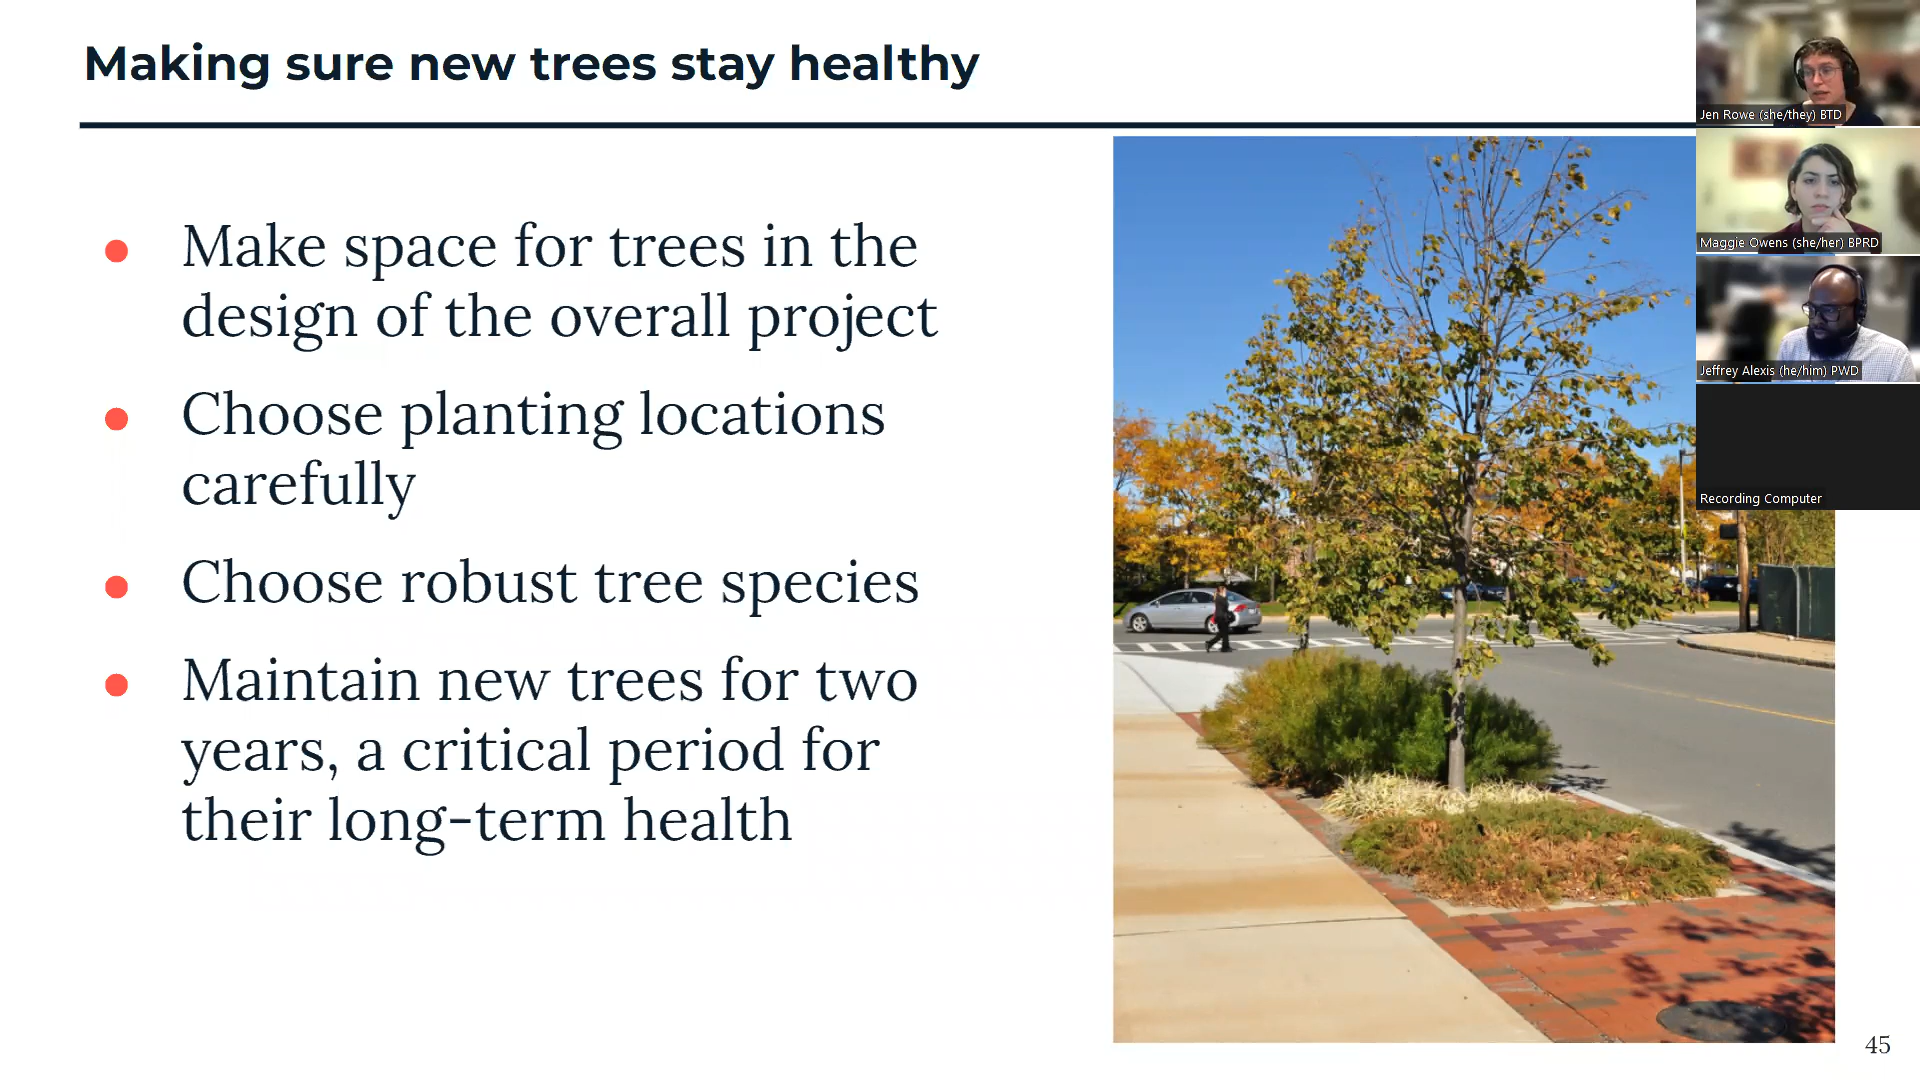 Making sure new trees stay healthy
Make space for trees in the
design of the overall project
Choose planting locations
carefully
Choose robust tree species
Maintain new trees for two
years, a critical period for
their long-term health
Jen Rowe (she/they) BTD
Maggie Owens (she/her) BPRD
Jeffrey Alexis (he/him) PWD
Recording Computer
45